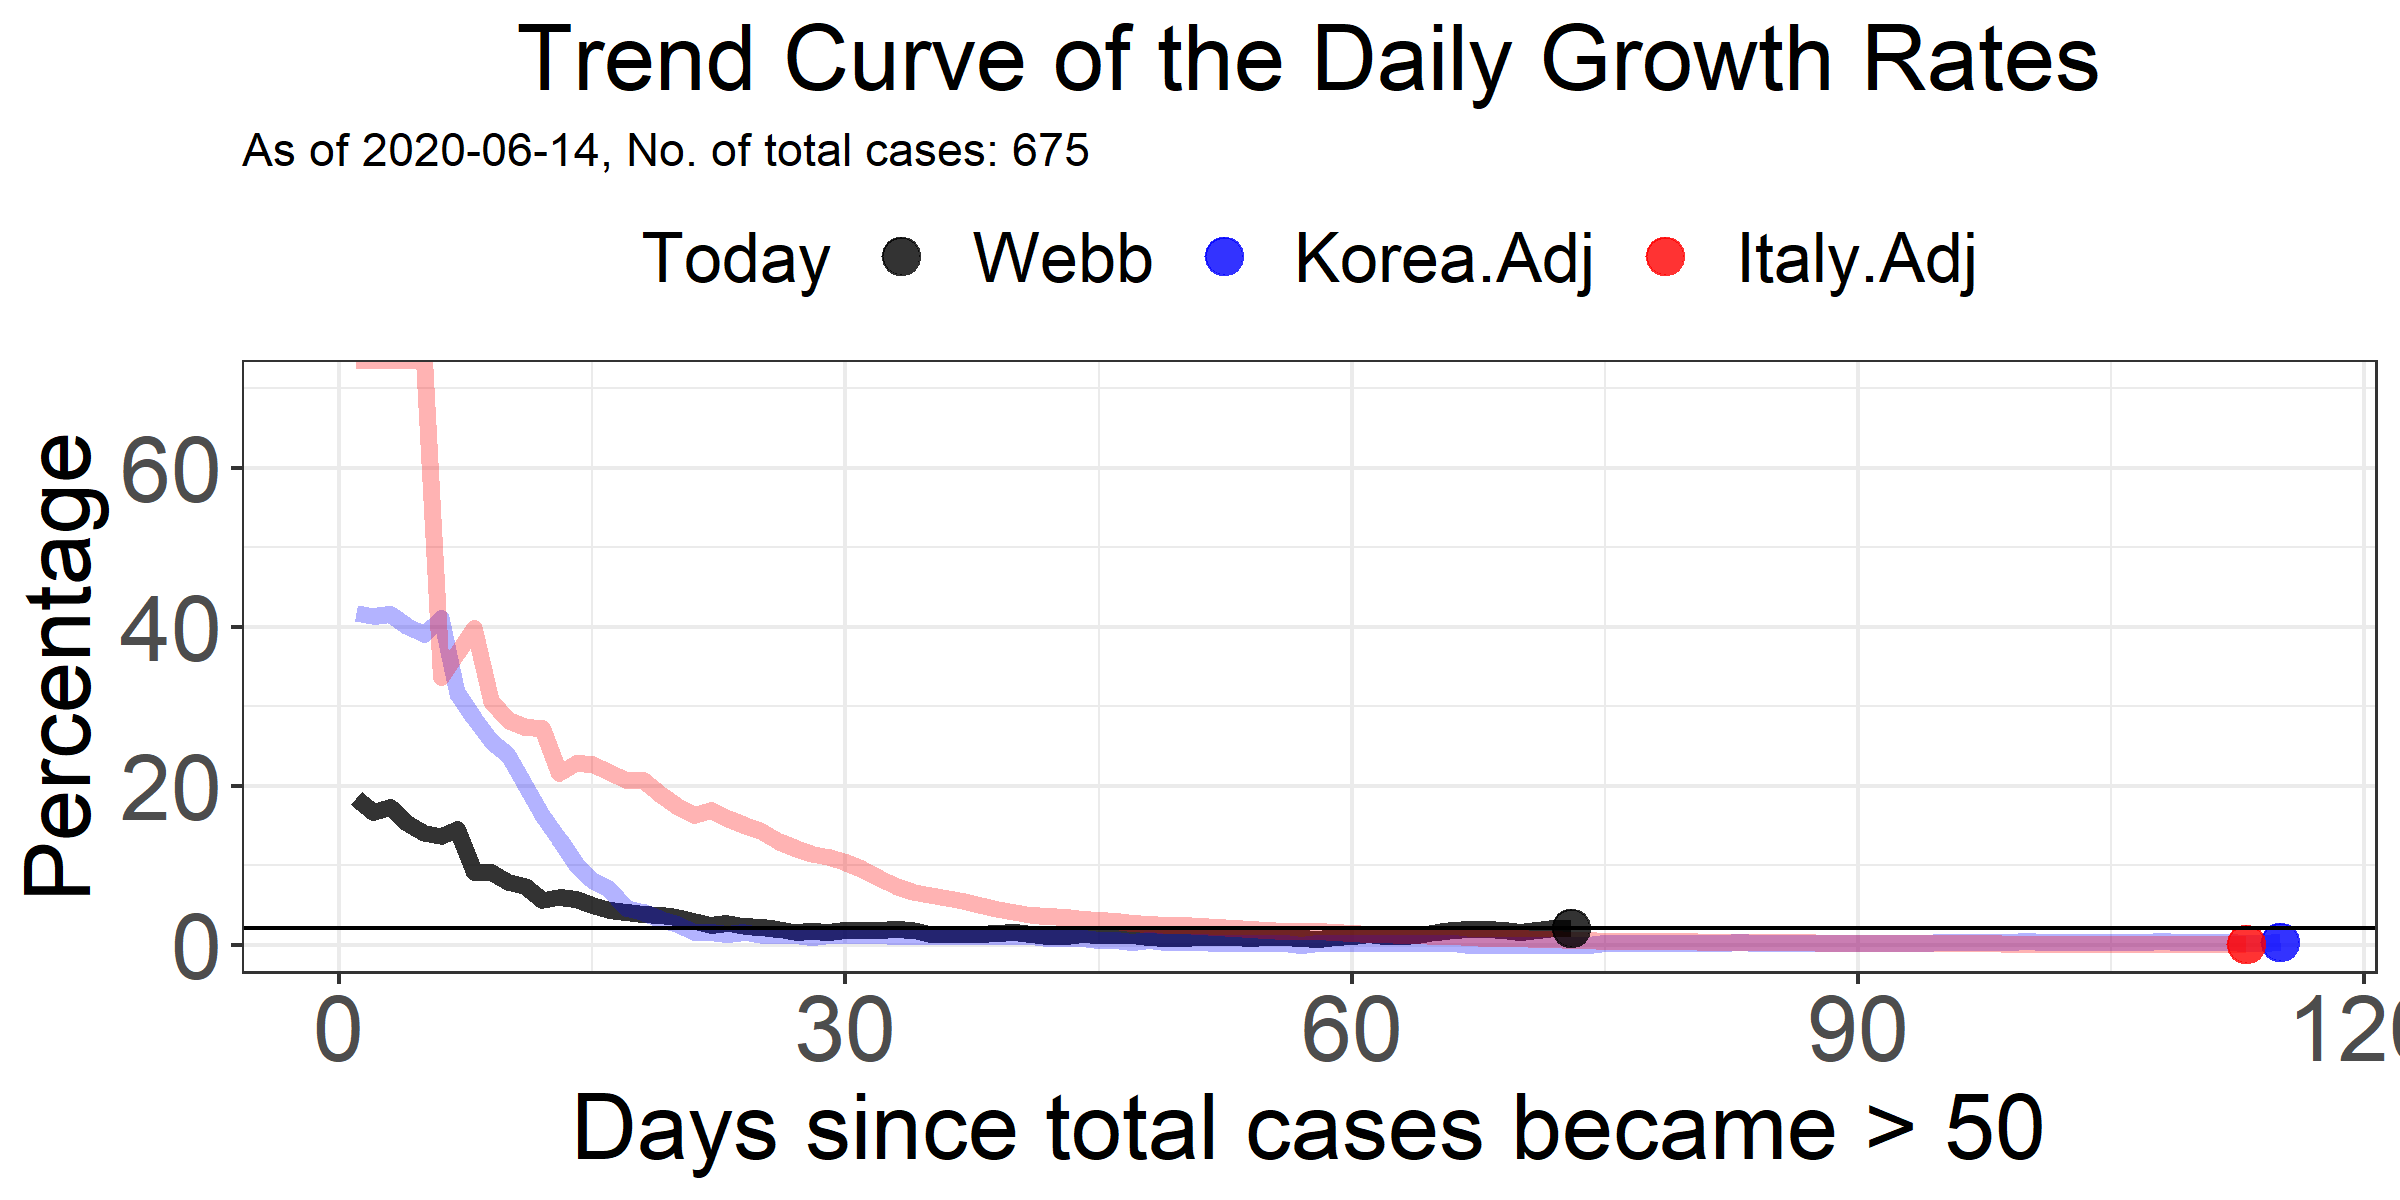 Trend Curve of the Daily Growth Rates
As of 2020-06-14, No. of total cases: 675
Today Webb Korea.Adj Italy.Adj
Percentage
60
40
20
0
0 30 60 90 120
Days since total cases became > 50